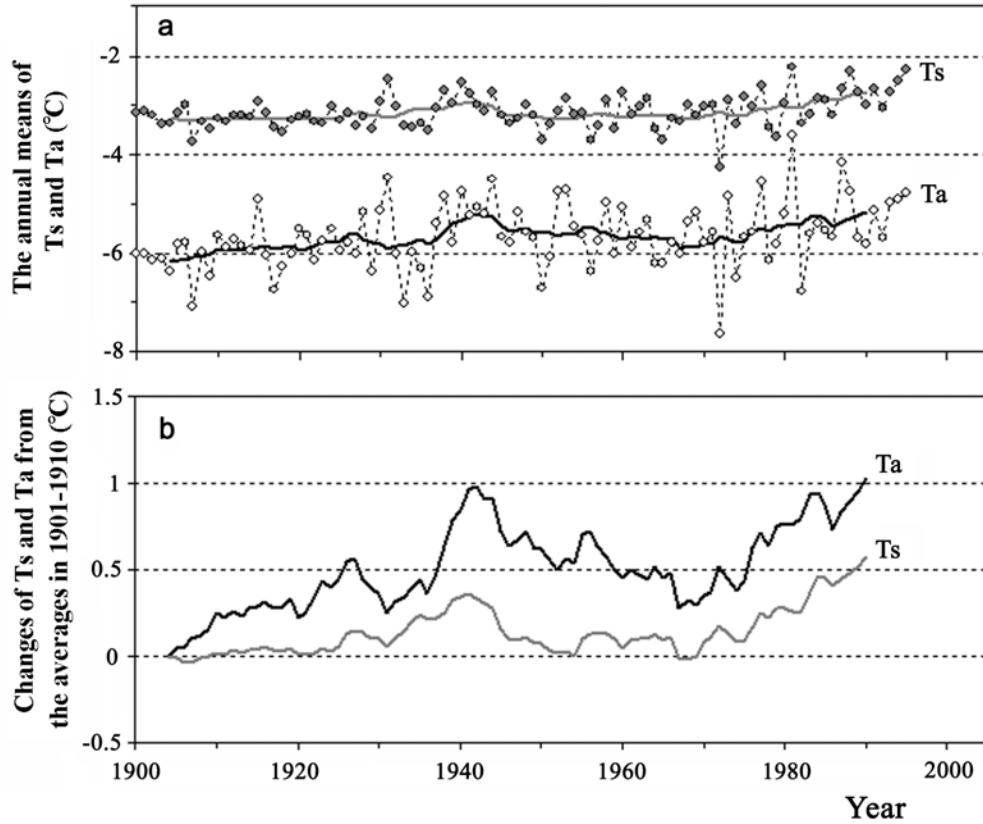 a
The annual means of
Ts and Ta (℃)
-2
-4
-6
-8
Ts
Ta
b
Changes of Ts and Ta from
the averages in 1901-1910 (℃)
1.5
1
0.5
0
-0.5
Ta
Ts
1900 1920 1940 1960 1980 2000
Year